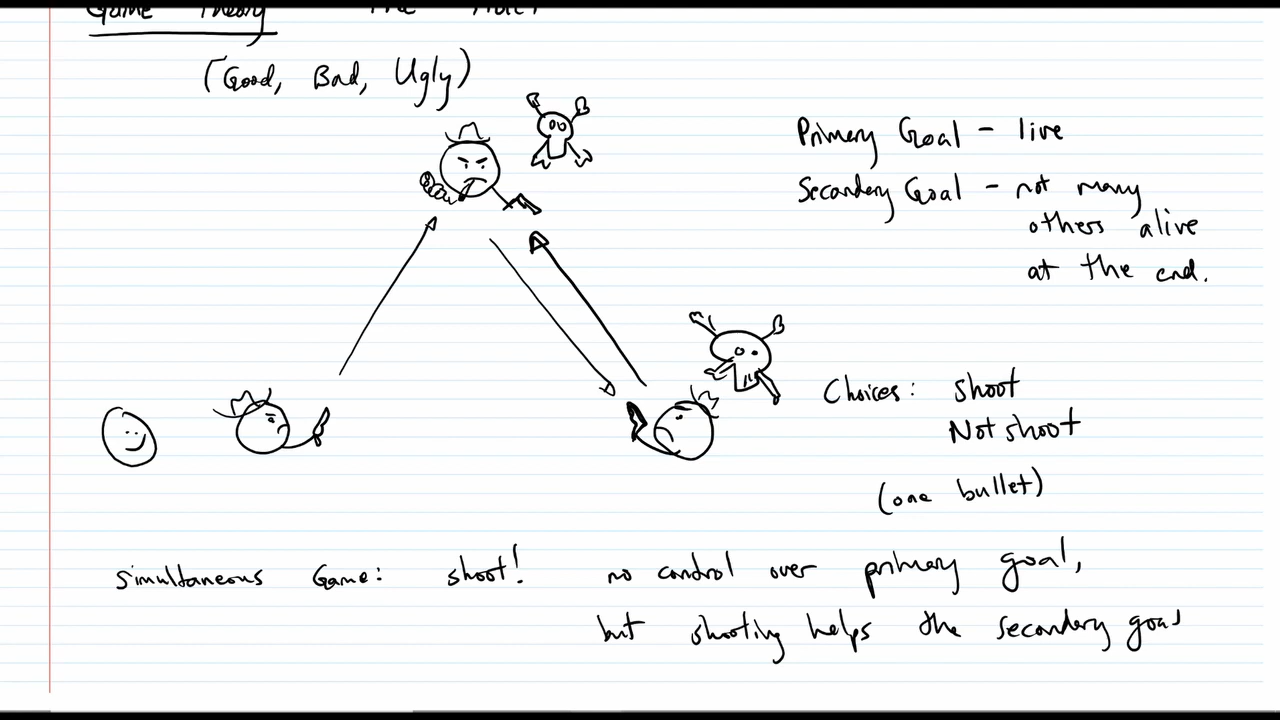 Game Theory The
(Good, Bad, Ugly)
Primary Goal - live
Secondary Goal - not many
others alive
at the end.
Choices: shoot
Not shoot
(one bullet)
simultaneous Game: shoot! no control over primary goal,
but shooting helps the secondary goal